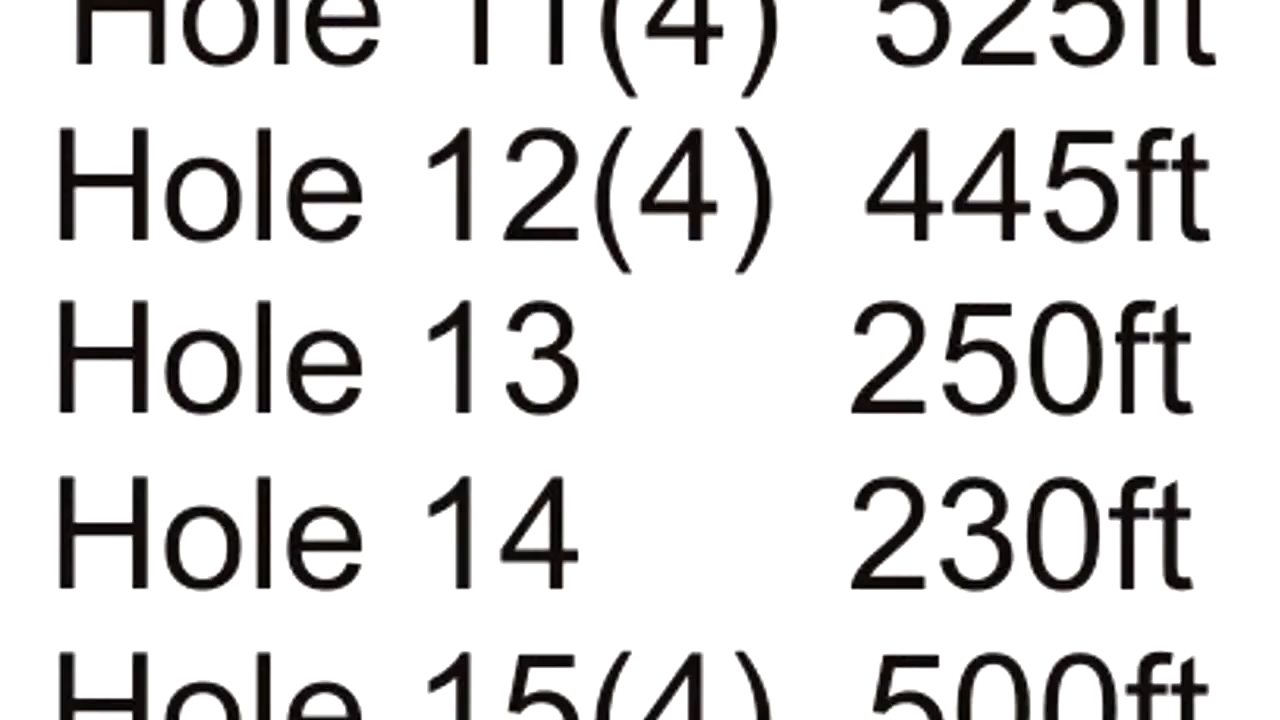 Hole 11(4) 525ft
Hole 12(4) 445ft
Hole 13 250ft
Hole 14 230ft
Hole 15(4) 500ft